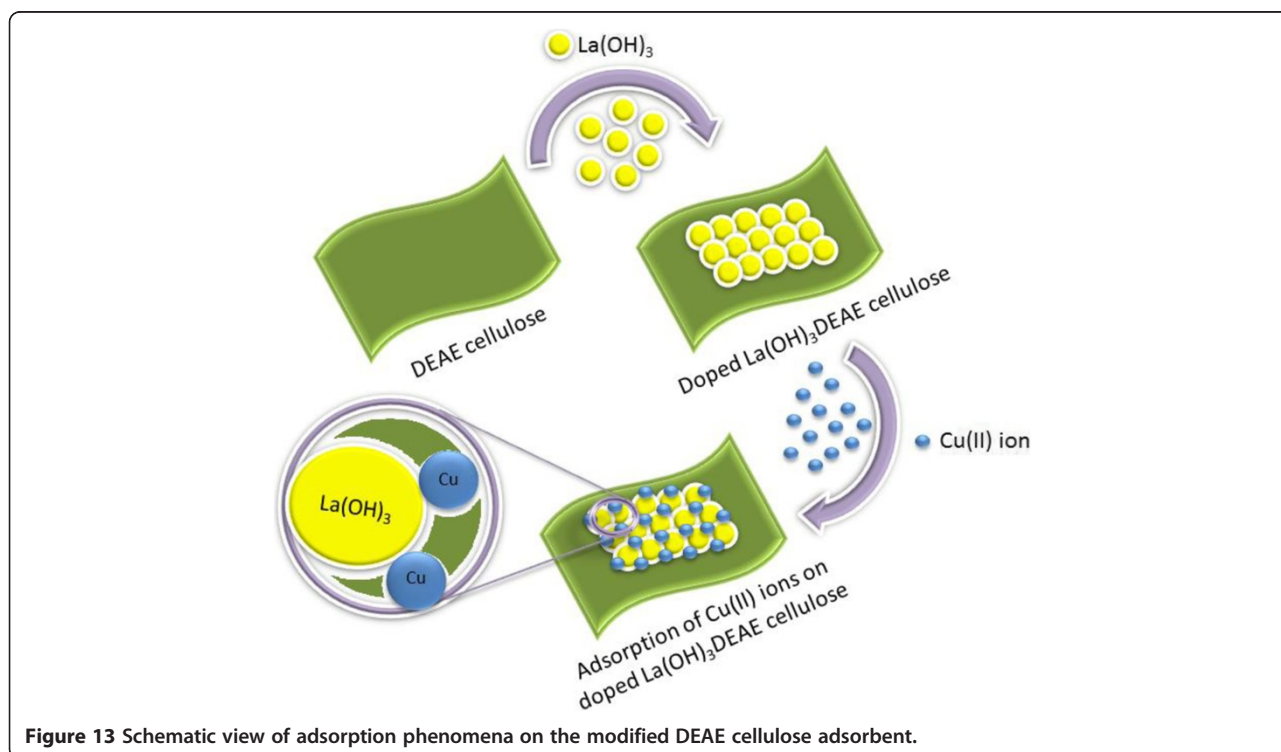 La(OH)₃
DEAE cellulose
Doped La(OH)₃DEAE cellulose
Cu(II) ion
Cu
La(OH)₃
Cu
Adsorption of Cu(II) ions on
doped La(OH)₃DEAE cellulose
Figure 13 Schematic view of adsorption phenomena on the modified DEAE cellulose adsorbent.